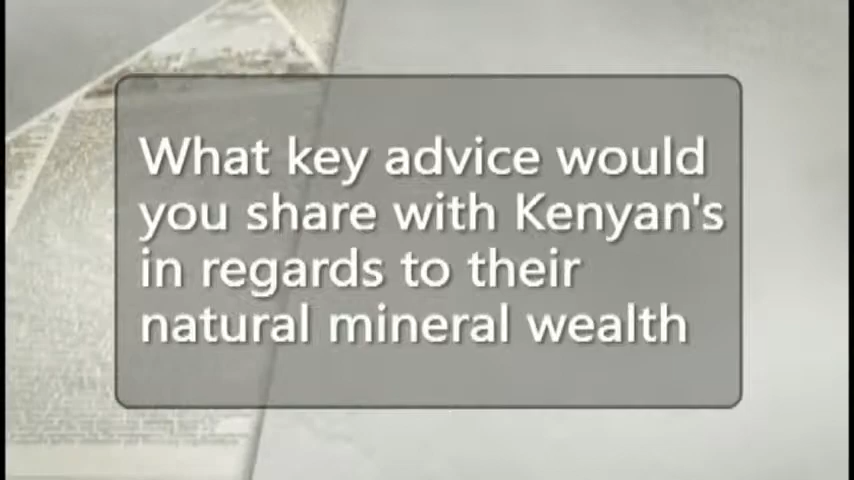 What key advice would
you share with Kenyan's
in regards to their
natural mineral wealth